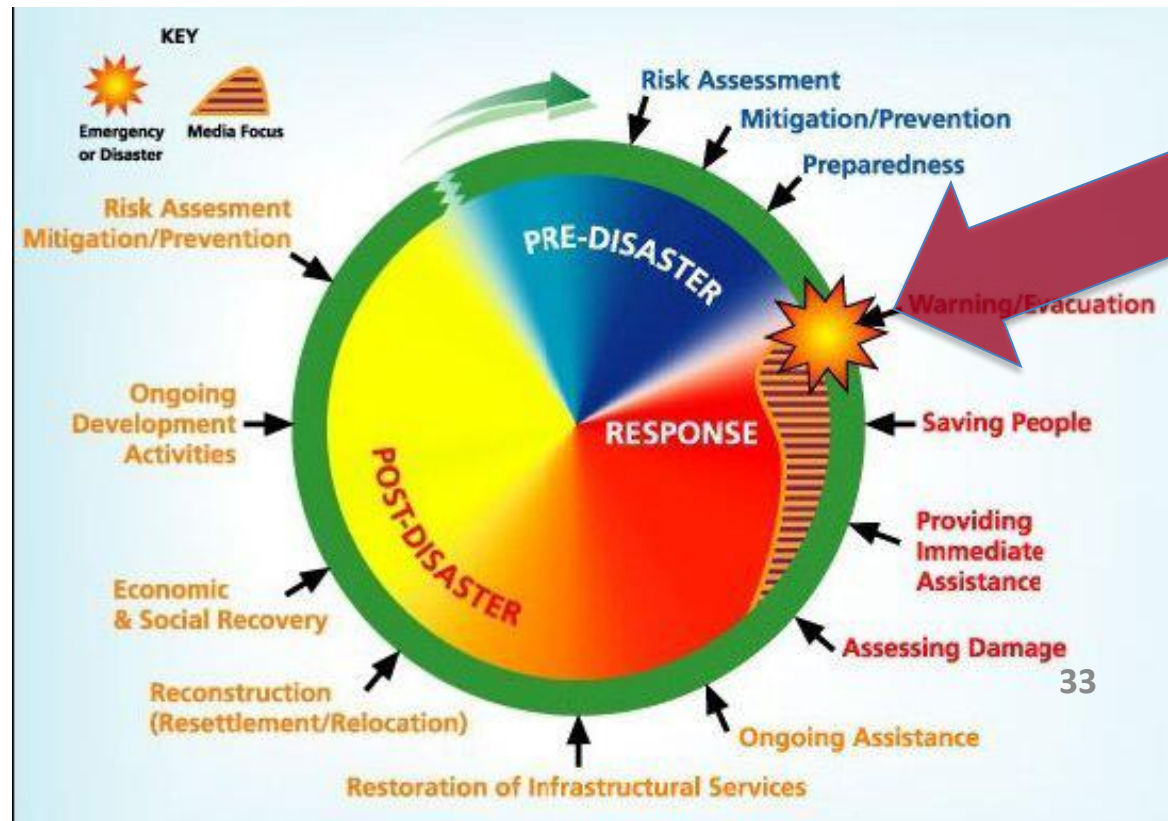 KEY
Emergency
or Disaster
Media Focus
Risk Assessment
Mitigation/Prevention
Preparedness
Warning/Evacuation
Saving People
Providing
Immediate
Assistance
Assessing Damage
33
Ongoing Assistance
Restoration of Infrastructural Services
Reconstruction
(Resettlement/Relocation)
Economic
& Social Recovery
Ongoing
Development
Activities
Risk Assesment
Mitigation/Prevention
PRE-DISASTER
RESPONSE
POST-DISASTER